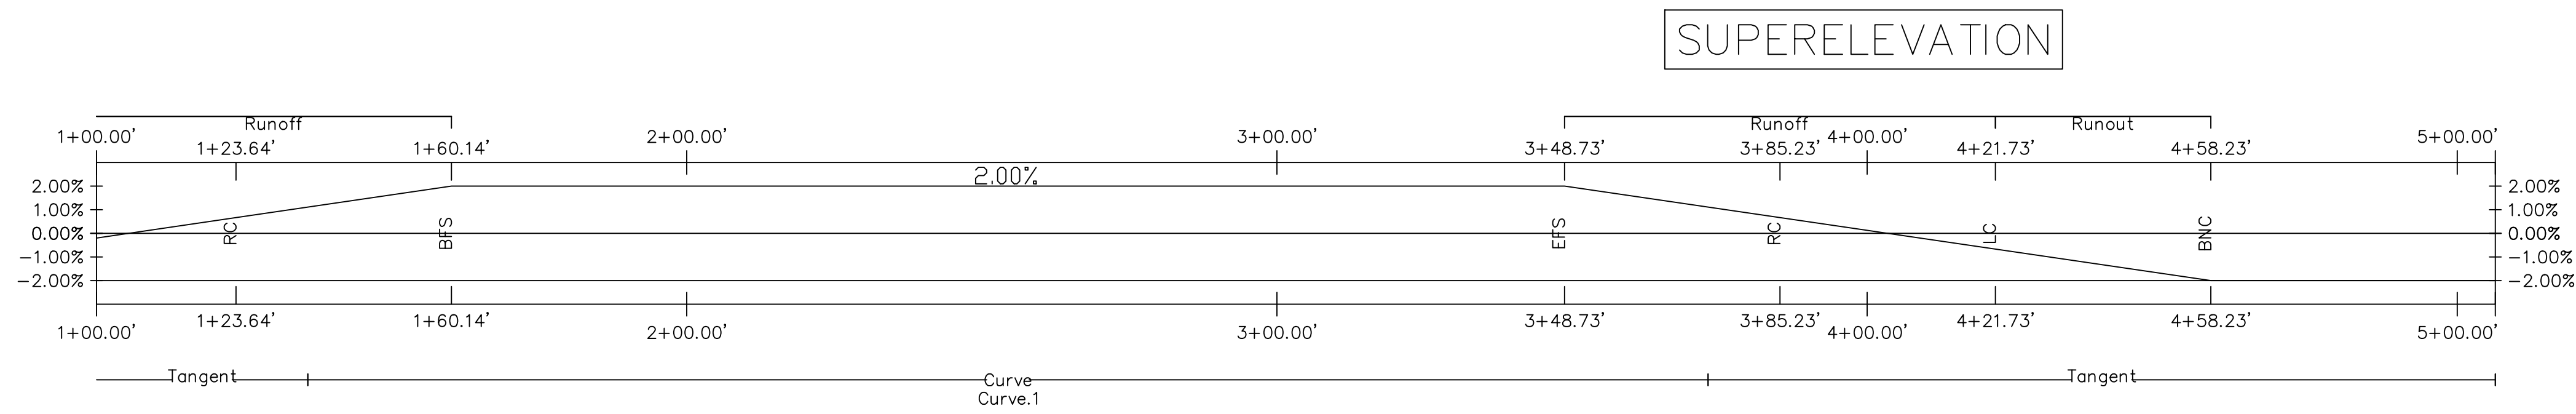 SUPERELEVATION
Runoff Runoff Runout
1+00.00' 2+00.00' 3+00.00' 4+00.00' 5+00.00'
1+23.64' 1+60.14' 3+48.73' 3+85.23' 4+21.73' 4+58.23'
2.00%
2.00% 2.00%
1.00% 1.00%
RC BFS EFS RC LC BNC
0.00% 0.00%
-1.00% -1.00%
-2.00% -2.00%
1+23.64' 1+60.14' 3+48.73' 3+85.23' 4+21.73' 4+58.23'
1+00.00' 2+00.00' 3+00.00' 4+00.00' 5+00.00'
Tangent Curve Tangent
Curve.1